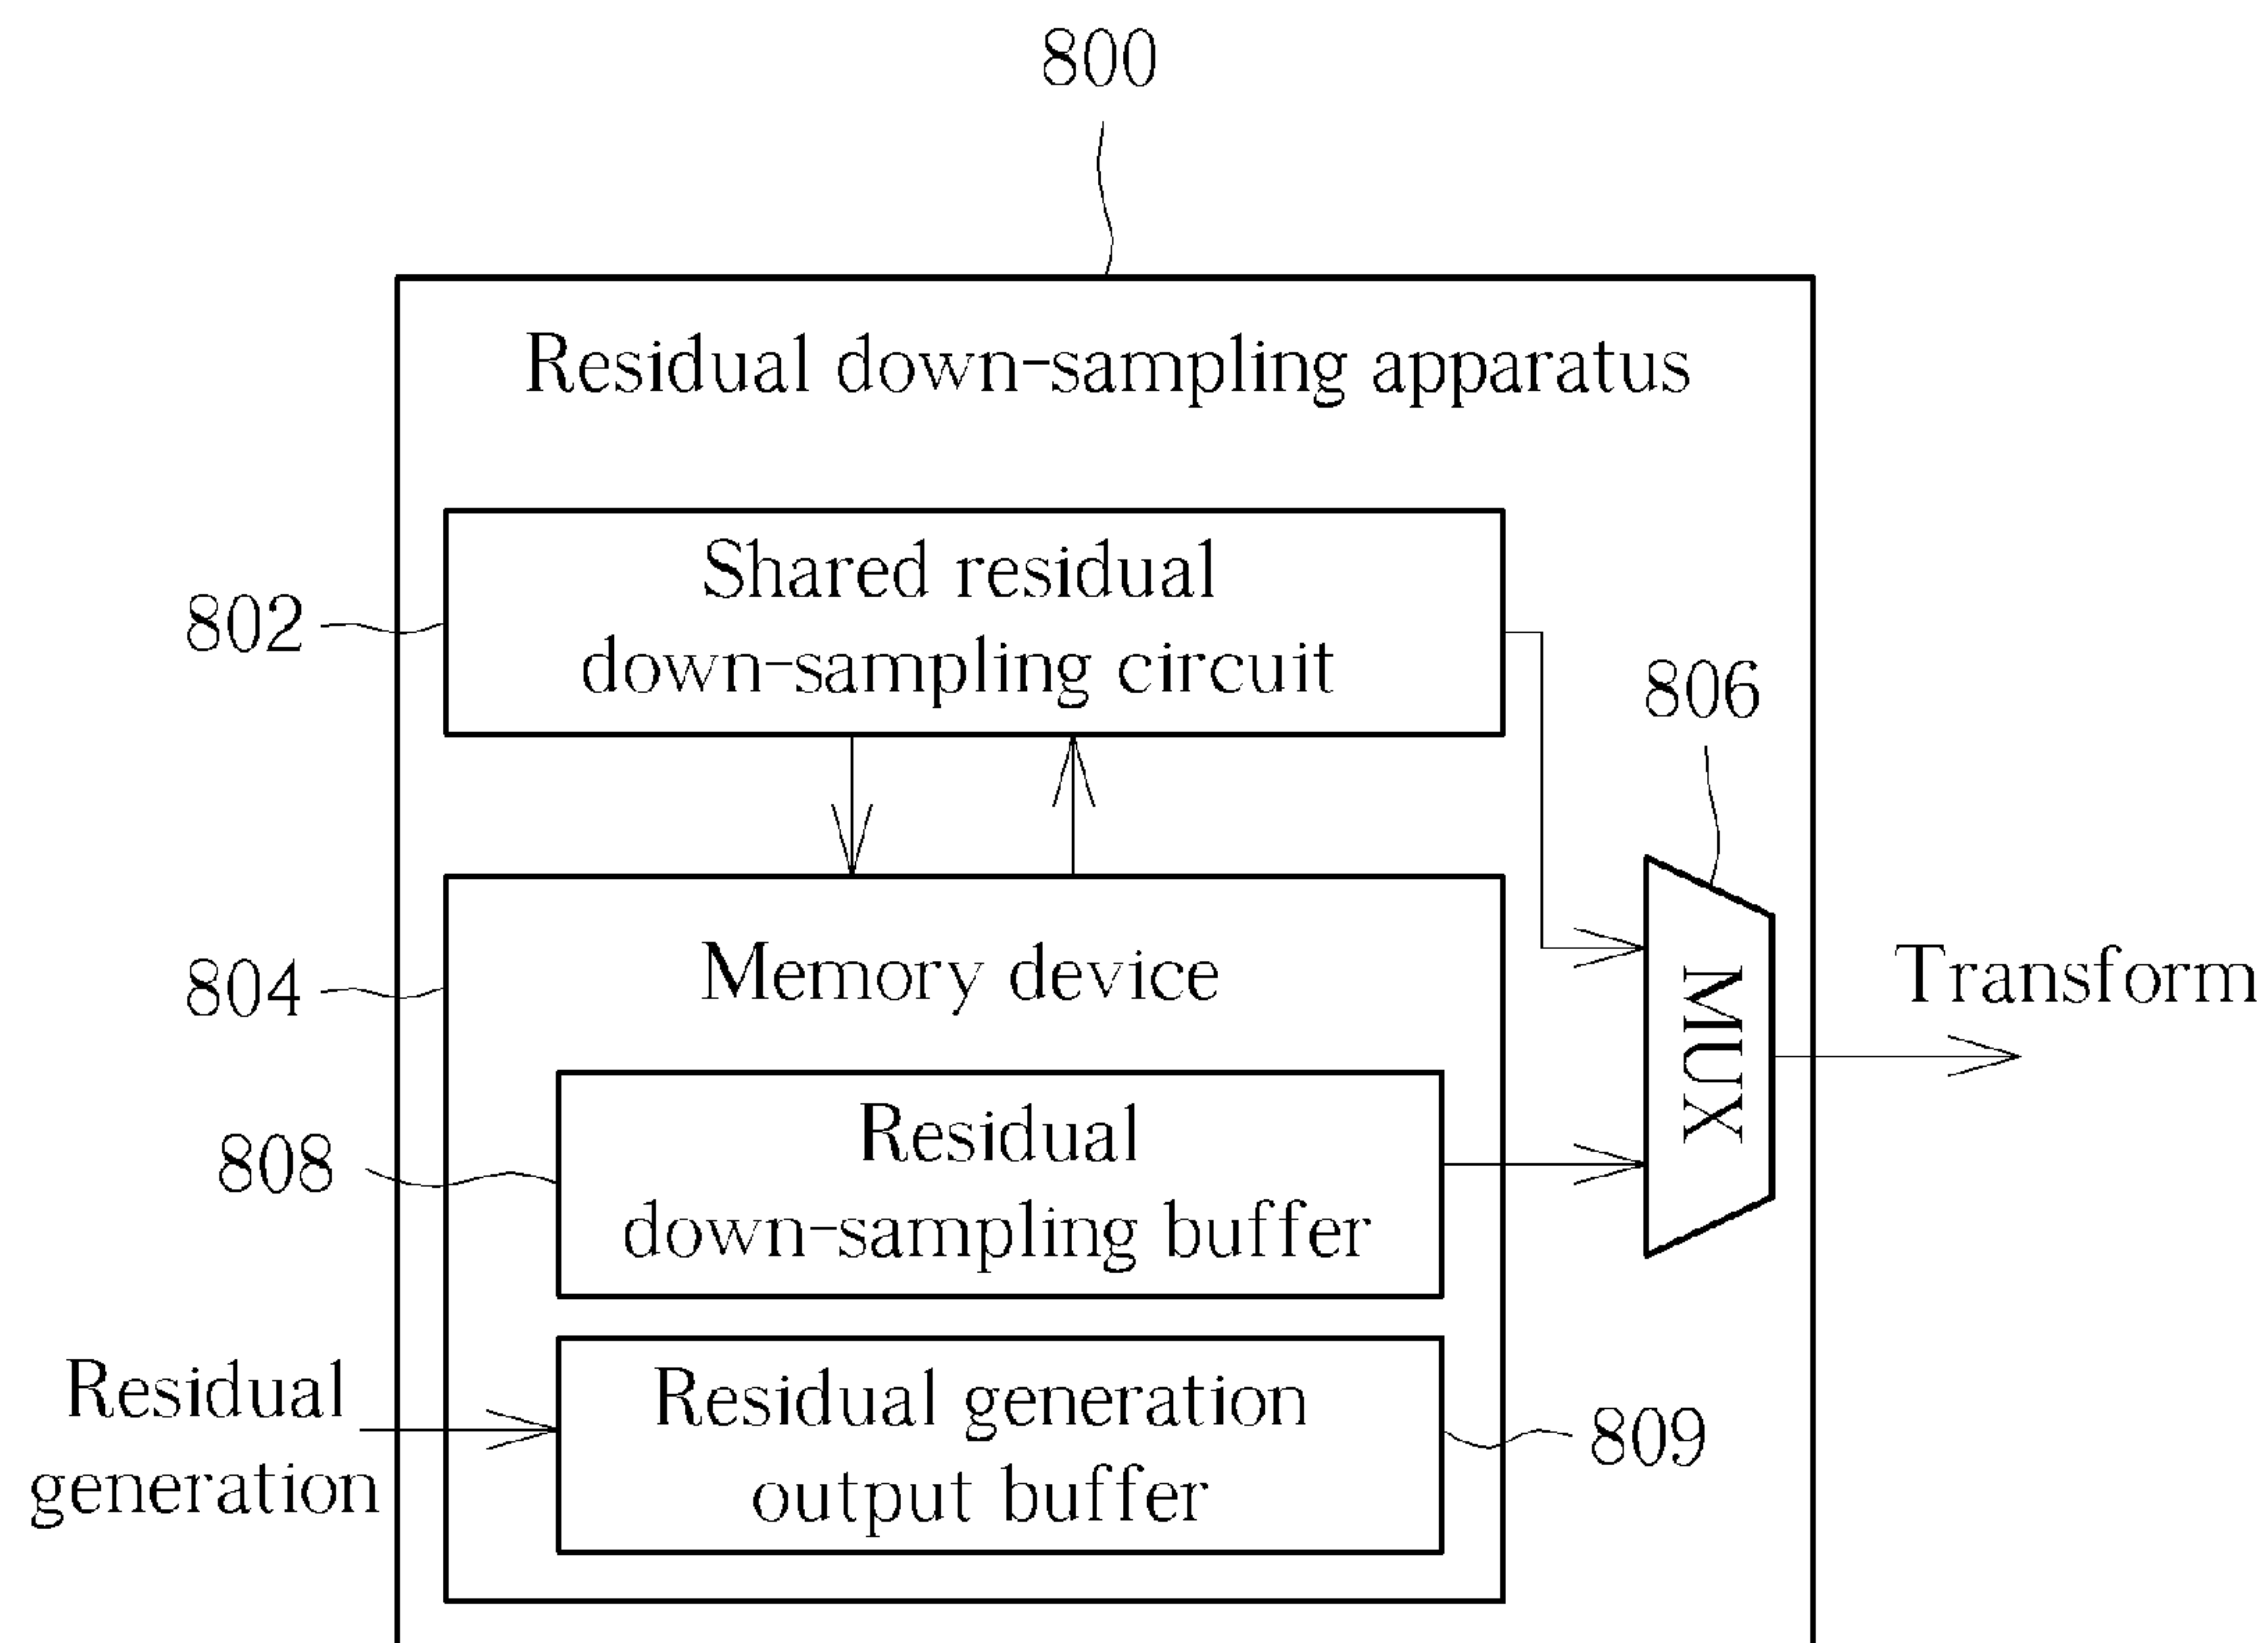 800
Residual down-sampling apparatus
Shared residual
down-sampling circuit
802
806
Memory device
804
MUX
Transform
Residual
down-sampling buffer
808
Residual
generation
Residual generation
output buffer
809